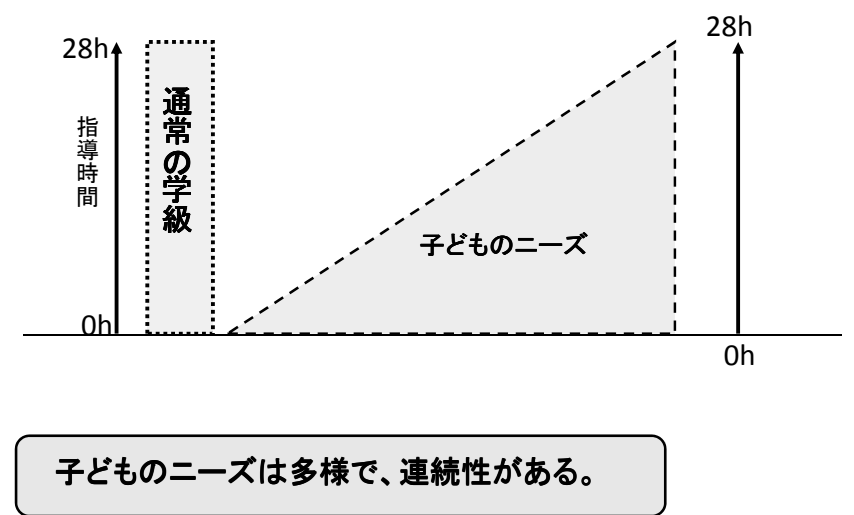 28h
指導時間
0h
通常の学級
子どものニーズ
28h
0h
子どものニーズは多様で、連続性がある。